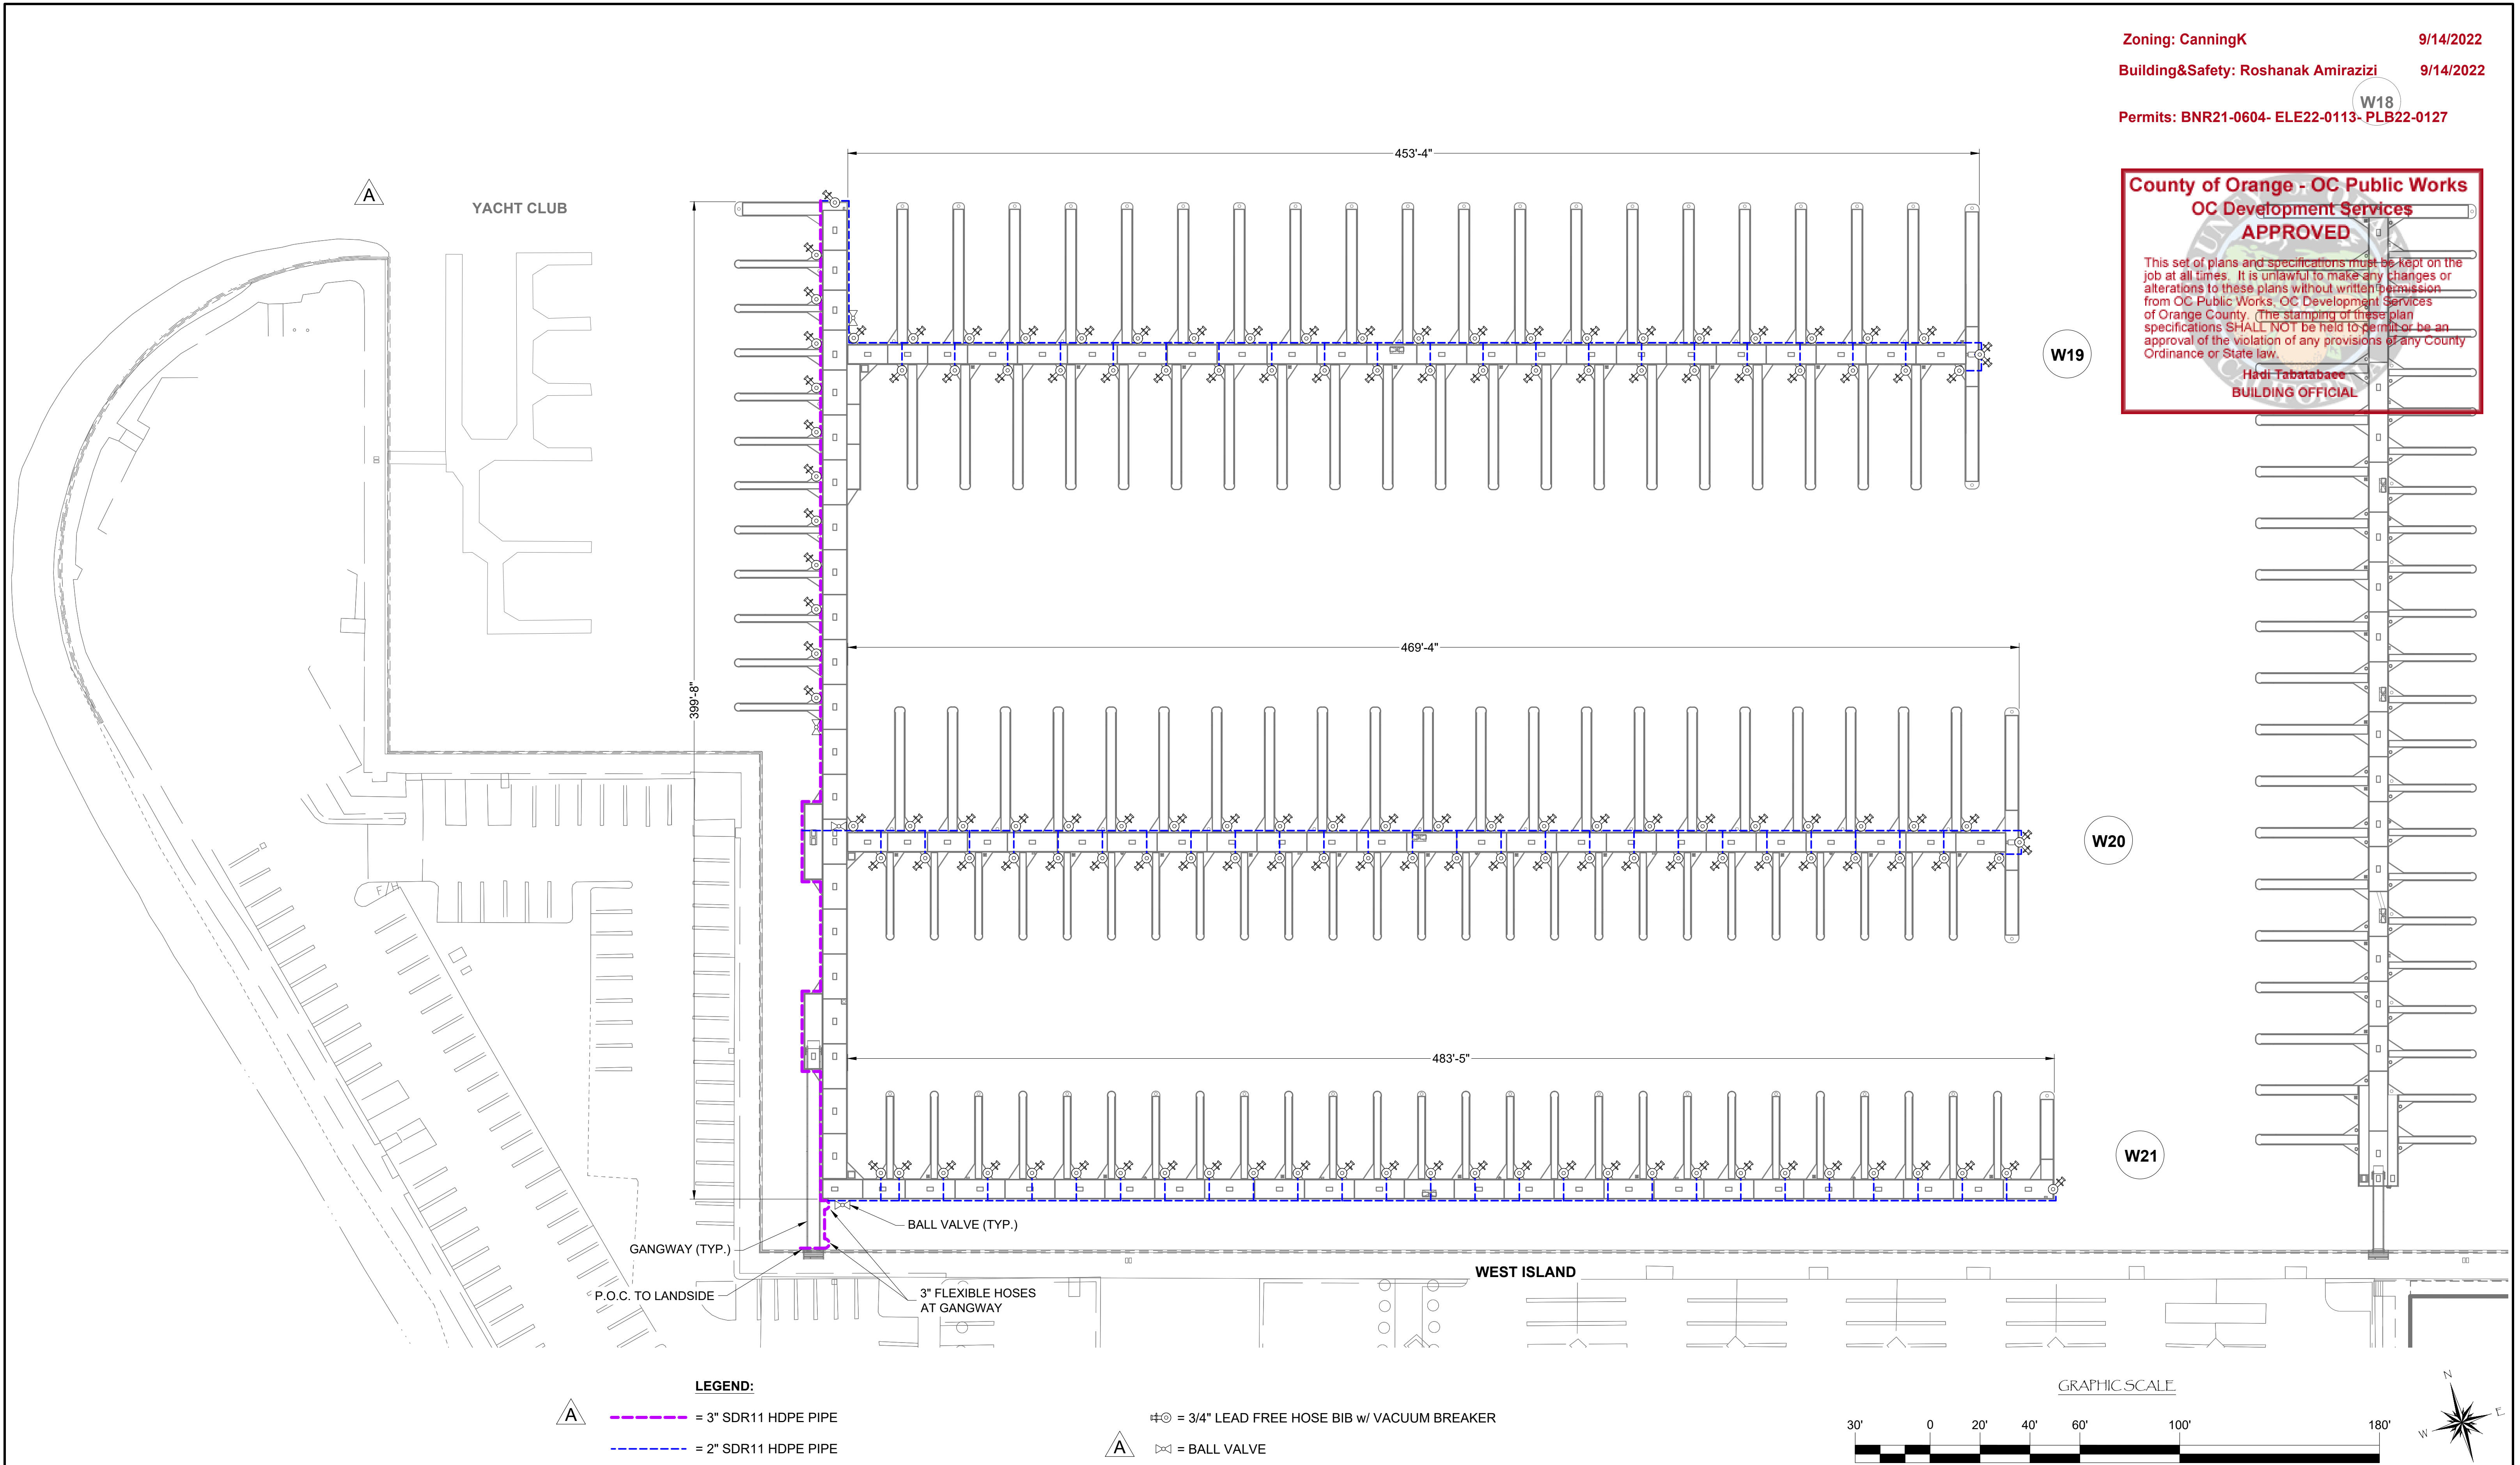 Zoning: CanningK 9/14/2022
Building&Safety: Roshanak Amirazizi 9/14/2022
W18
Permits: BNR21-0604- ELE22-0113- PLB22-0127
County of Orange - OC Public Works
OC Development Services
APPROVED
This set of plans and specifications must be kept on the
job at all times. It is unlawful to make any changes or
alterations to these plans without written permission
from OC Public Works, OC Development Services
of Orange County. The stamping of these plan
specifications SHALL NOT be held to permit or be an
approval of the violation of any provisions of any County
Ordinance or State law.
Hadi Tabatabaee
BUILDING OFFICIAL
453'-4"
A
YACHT CLUB
W19
469'-4"
399'-8"
W20
483'-5"
W21
BALL VALVE (TYP.)
GANGWAY (TYP.)
WEST ISLAND
P.O.C. TO LANDSIDE
3" FLEXIBLE HOSES
AT GANGWAY
LEGEND:
A
= 3" SDR11 HDPE PIPE
= 2" SDR11 HDPE PIPE
= 3/4" LEAD FREE HOSE BIB w/ VACUUM BREAKER
A
= BALL VALVE
GRAPHIC SCALE
30' 0 20' 40' 60' 100' 180'
N
E
W
S